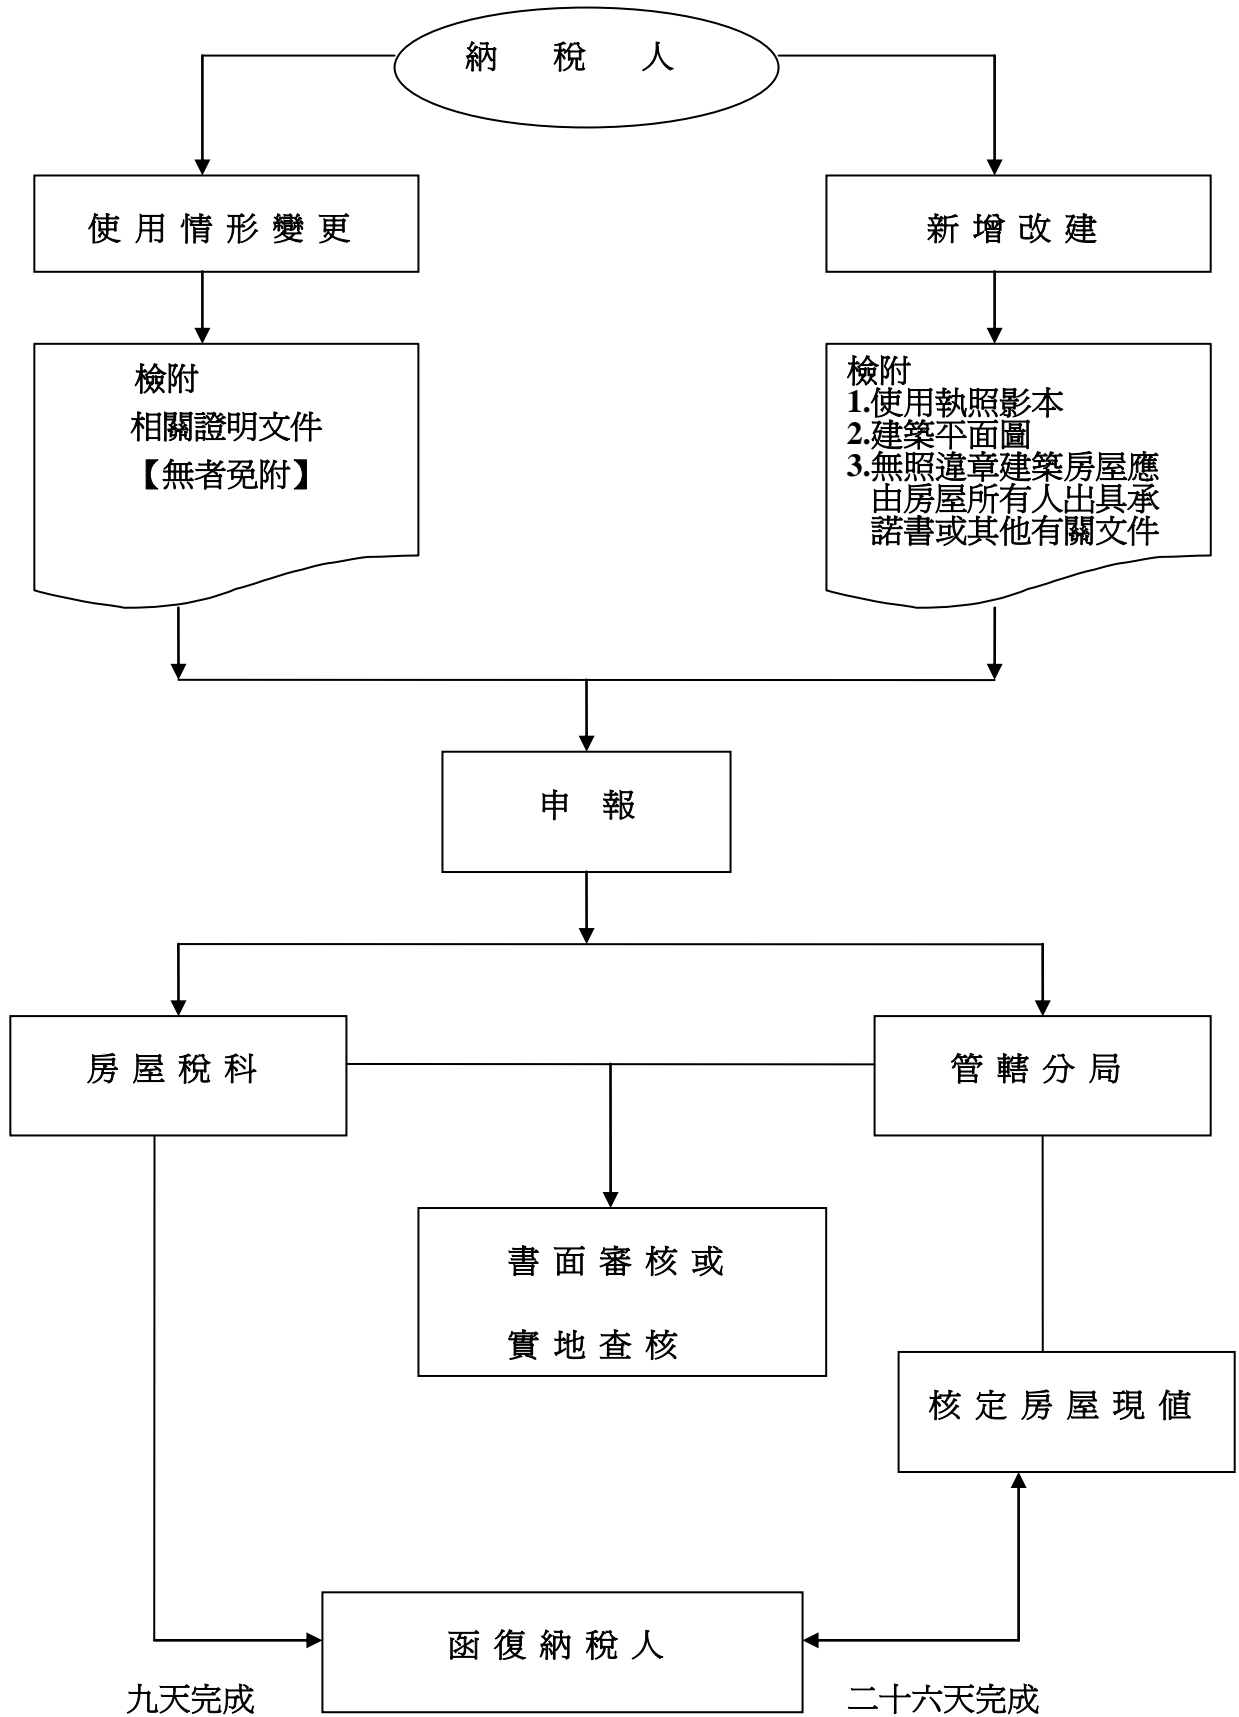 納稅人
使用情形變更
新增改建
檢附
相關證明文件
【無者免附】
檢附
1.使用執照影本
2.建築平面圖
3.無照違章建築房屋應
由房屋所有人出具承
諾書或其他有關文件
申報
房屋稅科
管轄分局
書面審核或
實地查核
核定房屋現值
函復納稅人
九天完成
二十六天完成